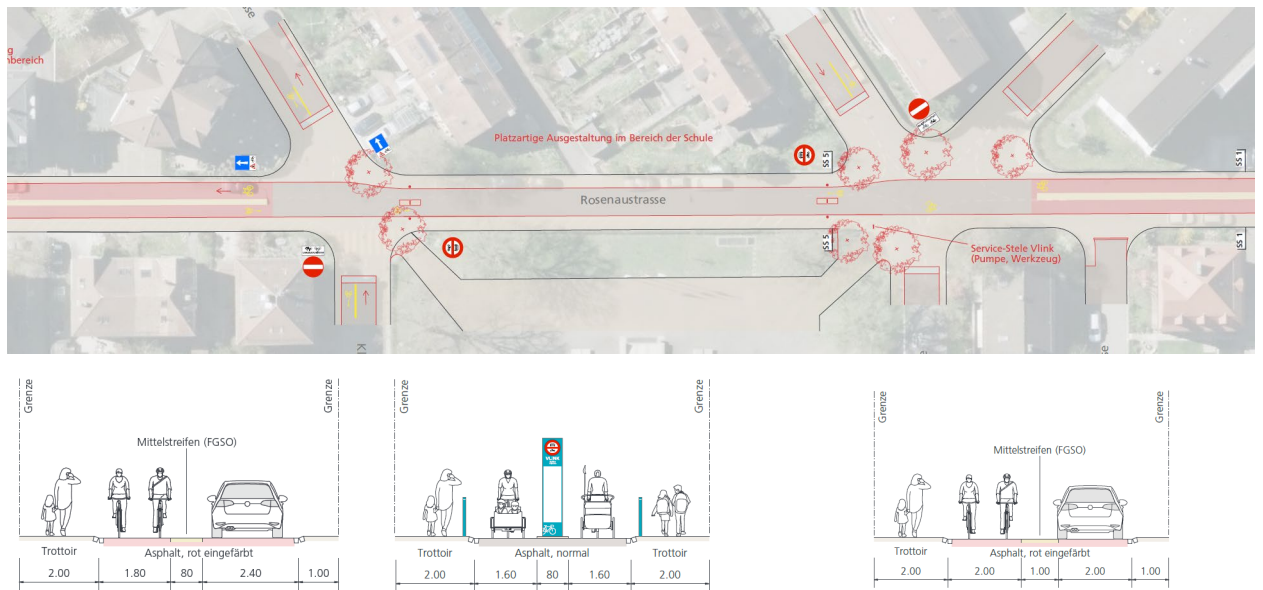 g
nbereich
Platzartige Ausgestaltung im Bereich der Schule
SS 5
SS 1
Rosenaustrasse
SS 5
SS 1
Service-Stele Vlink
(Pumpe, Werkzeug)
Grenze
Grenze
Mittelstreifen (FGSO)
Trottoir
Asphalt, rot eingefärbt
2.00
1.80
80
2.40
1.00
Grenze
Grenze
VLINK
Trottoir
Asphalt, normal
Trottoir
2.00
1.60
80
1.60
2.00
Grenze
Grenze
Mittelstreifen (FGSO)
Trottoir
Asphalt, rot eingefärbt
2.00
2.00
1.00
2.00
1.00